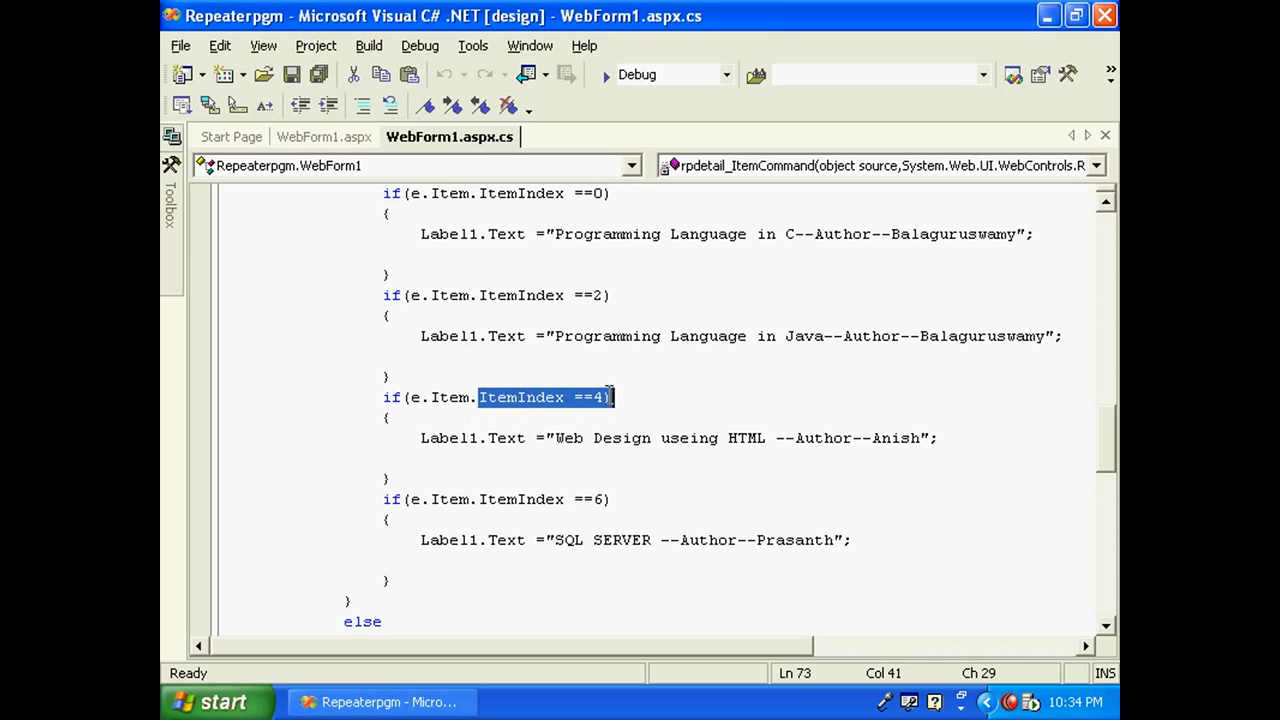 Repeaterpgm - Microsoft Visual C# .NET [design] - WebForm1.aspx.cs
File Edit View Project Build Debug Tools Window Help
Debug
Start Page WebForm1.aspx WebForm1.aspx.cs
Repeaterpgm.WebForm1 rpdetail_ItemCommand(object source,System.Web.UI.WebControls.R
Toolbox
if(e.Item.ItemIndex ==0)
{
Label1.Text ="Programming Language in C--Author--Balaguruswamy";
}
if(e.Item.ItemIndex ==2)
{
Label1.Text ="Programming Language in Java--Author--Balaguruswamy";
}
if(e.Item.ItemIndex ==4)
{
Label1.Text ="Web Design useing HTML --Author--Anish";
}
if(e.Item.ItemIndex ==6)
{
Label1.Text ="SQL SERVER --Author--Prasanth";
}
}
else
Ready Ln 73 Col 41 Ch 29 INS
start Repeaterpgm - Micro... 10:34 PM